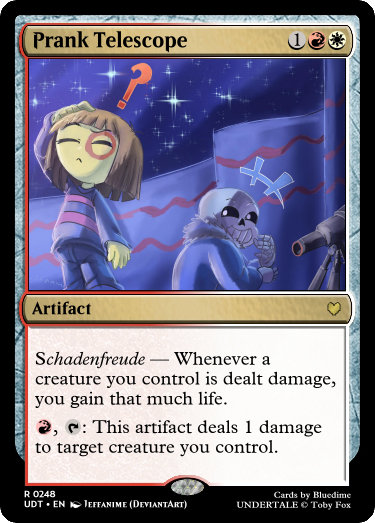 Prank Telescope 1
?
Artifact
Schadenfreude — Whenever a
creature you control is dealt damage,
you gain that much life.
, : This artifact deals 1 damage
to target creature you control.
R 0248
UDT • EN JEFFANIME (DEVIANTART)
Cards by Bluedime
UNDERTALE © Toby Fox